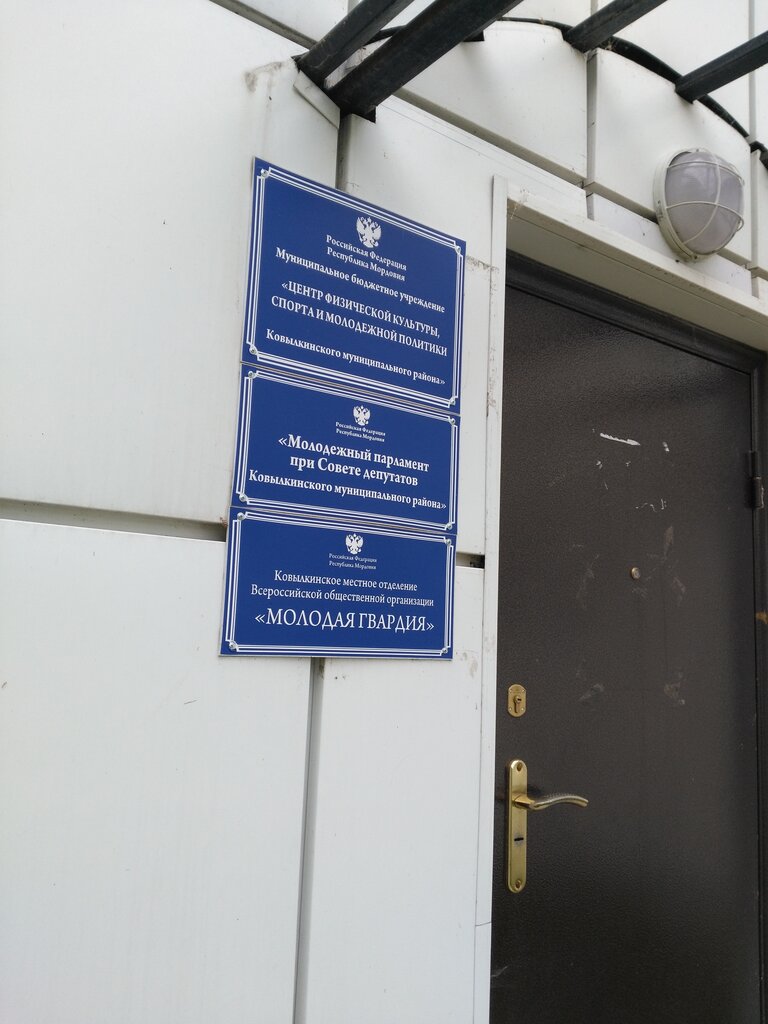 Российская Федерация
Республика Мордовия
Муниципальное бюджетное учреждение
«ЦЕНТР ФИЗИЧЕСКОЙ КУЛЬТУРЫ,
СПОРТА И МОЛОДЕЖНОЙ ПОЛИТИКИ
Ковылкинского муниципального района»
Российская Федерация
Республика Мордовия
«Молодежный парламент
при Совете депутатов
Ковылкинского муниципального района»
Российская Федерация
Республика Мордовия
Ковылкинское местное отделение
Всероссийской общественной организации
«МОЛОДАЯ ГВАРДИЯ»